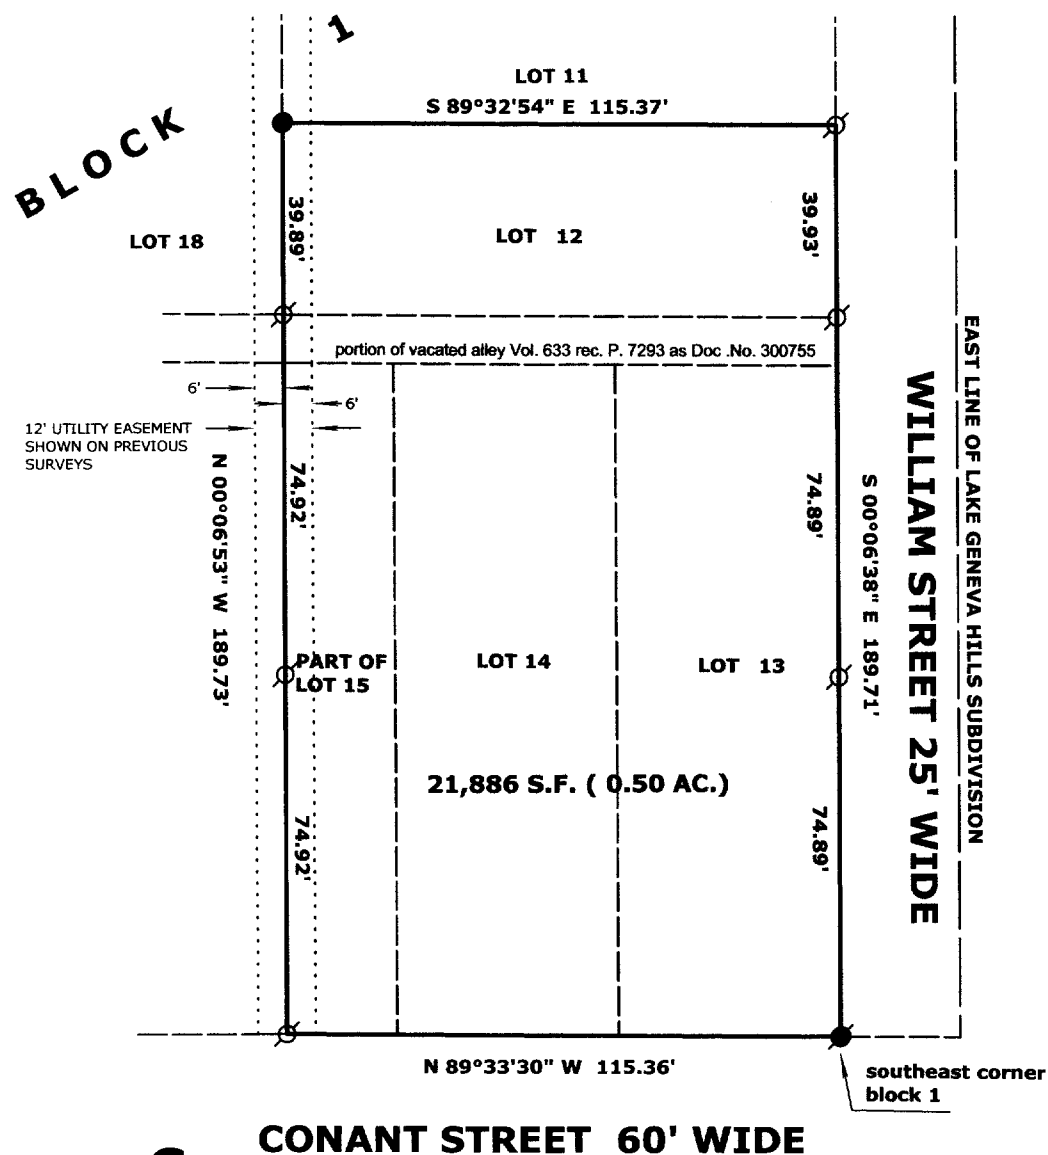 1
LOT 11
S 89°32'54" E 115.37'
BLOCK
39.89'
39.93'
LOT 18
LOT 12
portion of vacated alley Vol. 633 rec. P. 7293 as Doc .No. 300755
6'
6'
12' UTILITY EASEMENT
SHOWN ON PREVIOUS
SURVEYS
N 00°06'53" W 189.73'
74.92'
74.89'
S 00°06'38" E 189.71'
WILLIAM STREET 25' WIDE
EAST LINE OF LAKE GENEVA HILLS SUBDIVISION
PART OF
LOT 15
LOT 14
LOT 13
21,886 S.F. ( 0.50 AC.)
74.92'
74.89'
N 89°33'30" W 115.36'
southeast corner
block 1
CONANT STREET 60' WIDE